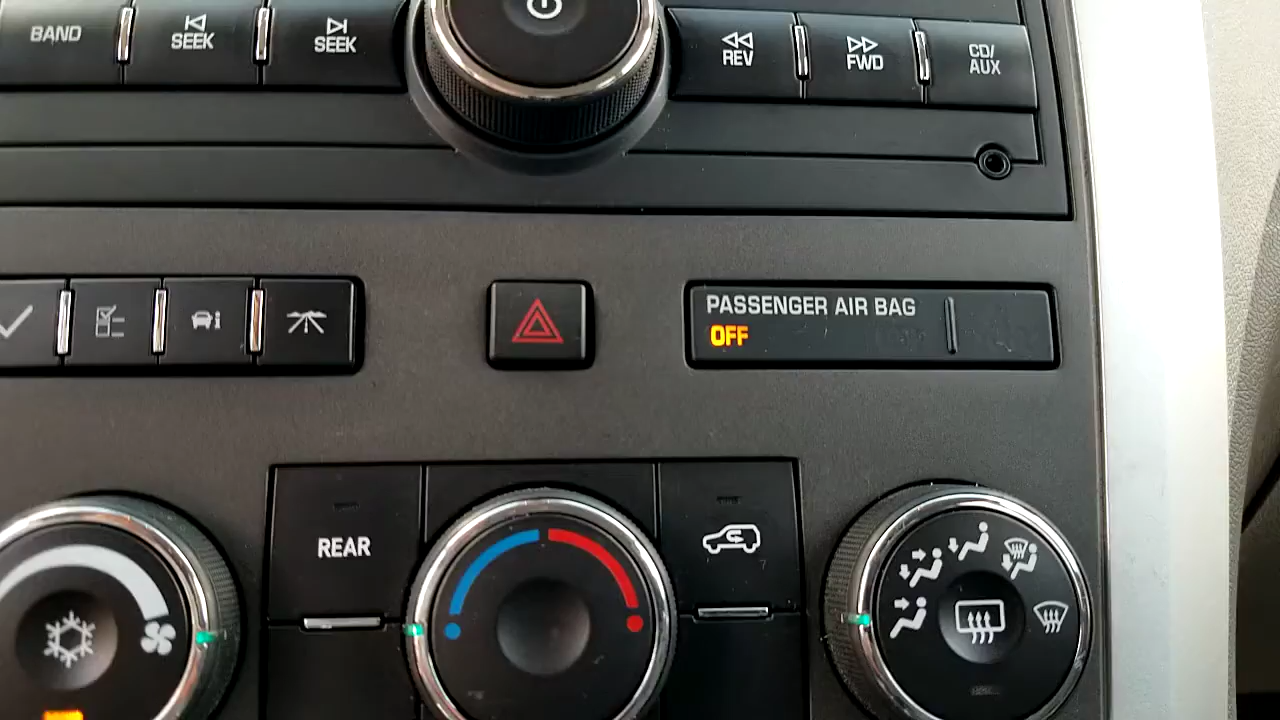 BAND
SEEK
SEEK
REV
FWD
CD/
AUX
PASSENGER AIR BAG
OFF
REAR